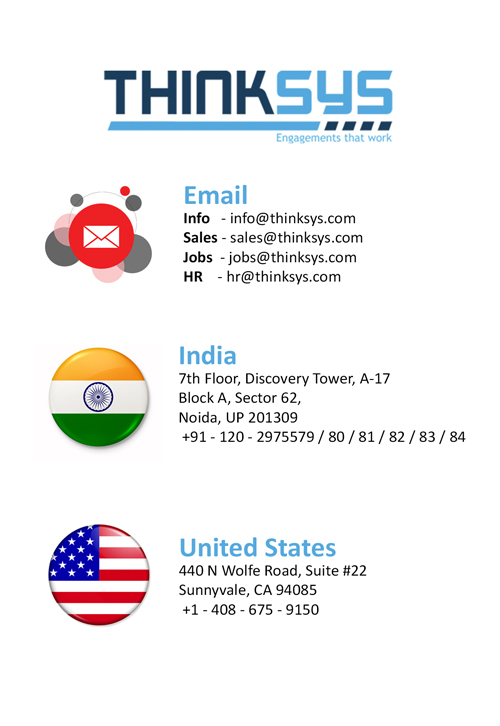 THINKSYS
Engagements that work
Email
Info - info@thinksys.com
Sales - sales@thinksys.com
Jobs - jobs@thinksys.com
HR - hr@thinksys.com
India
7th Floor, Discovery Tower, A-17
Block A, Sector 62,
Noida, UP 201309
+91 - 120 - 2975579 / 80 / 81 / 82 / 83 / 84
United States
440 N Wolfe Road, Suite #22
Sunnyvale, CA 94085
+1 - 408 - 675 - 9150